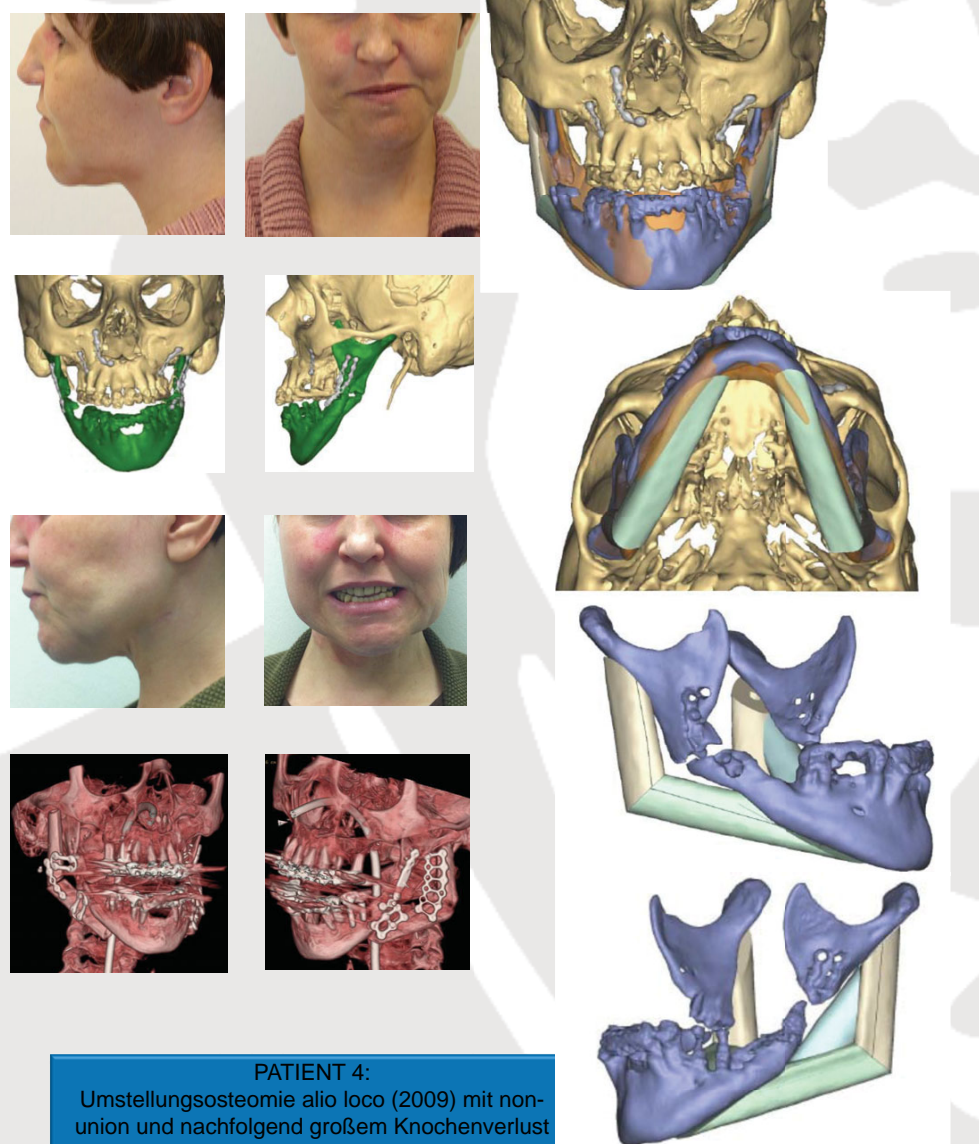 PATIENT 4:
Umstellungsosteomie alio loco (2009) mit non-
union und nachfolgend großem Knochenverlust